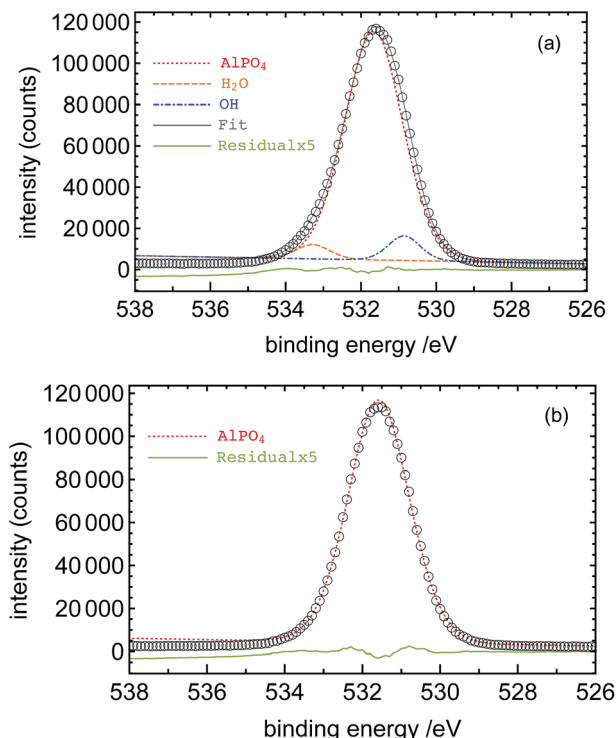 120 000
100 000
80 000
60 000
40 000
20 000
0
intensity (counts)
(a)
AlPO₄
H₂O
OH
Fit
Residualx5
538 536 534 532 530 528 526
binding energy /eV
120 000
100 000
80 000
60 000
40 000
20 000
0
intensity (counts)
(b)
AlPO₄
Residualx5
538 536 534 532 530 528 526
binding energy /eV